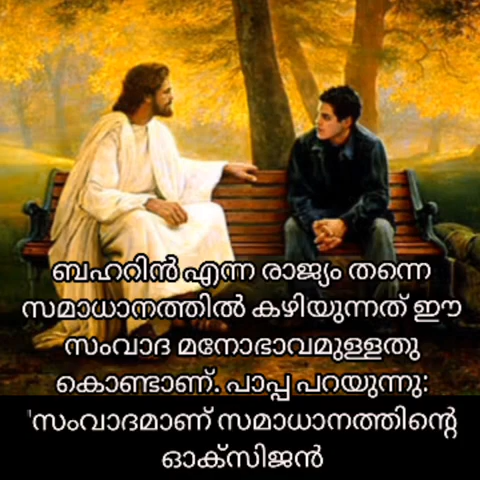 ബഹറിൻ എന്ന രാജ്യം തന്നെ
സമാധാനത്തിൽ കഴിയുന്നത് ഈ
സംവാദ മനോഭാവമുള്ളതു
കൊണ്ടാണ്. പാപ്പ പറയുന്നു:
"സംവാദമാണ് സമാധാനത്തിന്റെ
ഓക്സിജൻ